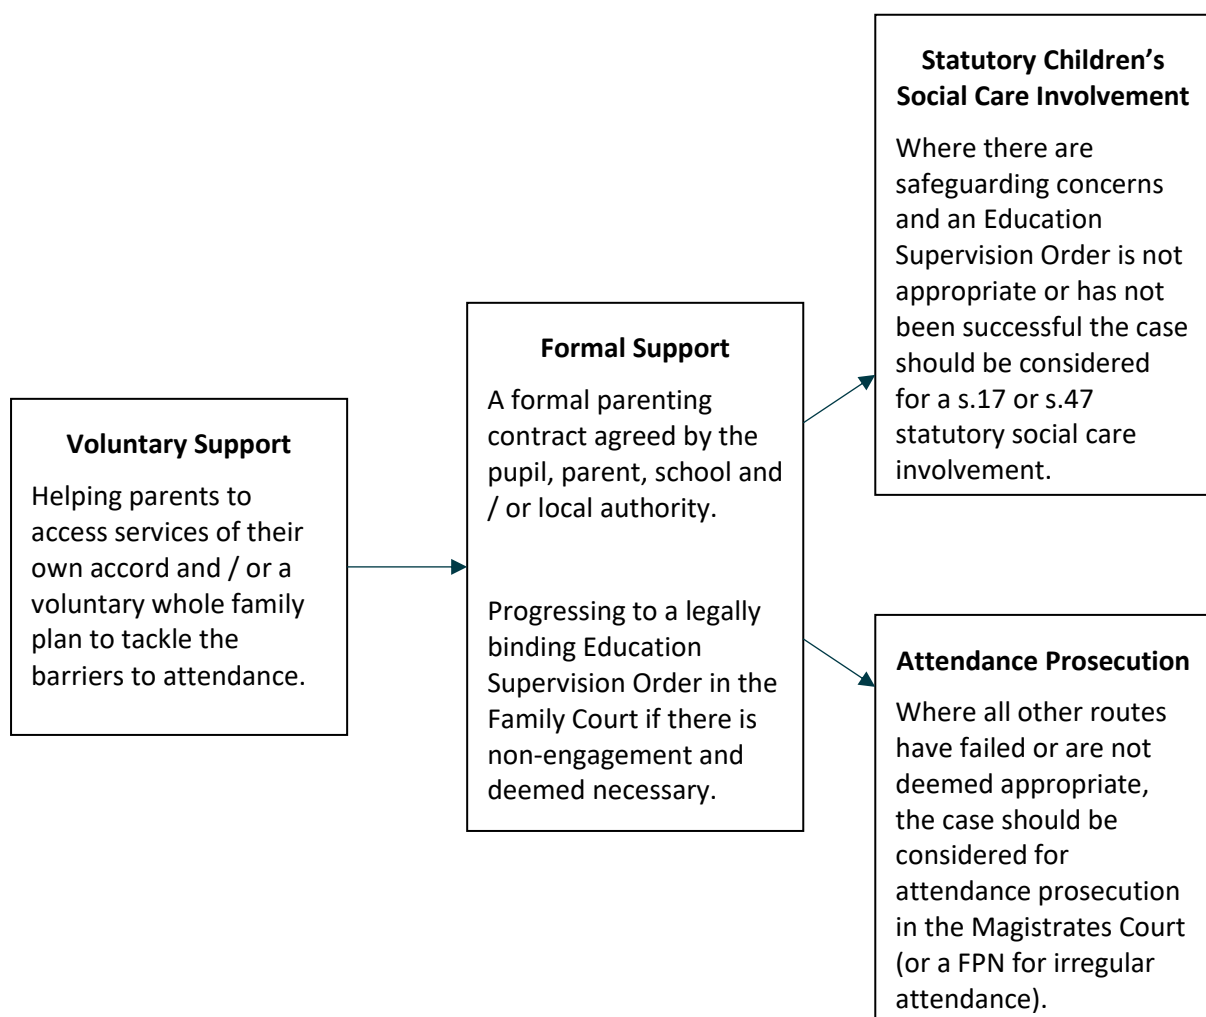 Voluntary Support
Helping parents to
access services of their
own accord and / or a
voluntary whole family
plan to tackle the
barriers to attendance.
Formal Support
A formal parenting
contract agreed by the
pupil, parent, school and
/ or local authority.
Progressing to a legally
binding Education
Supervision Order in the
Family Court if there is
non-engagement and
deemed necessary.
Statutory Children’s
Social Care Involvement
Where there are
safeguarding concerns
and an Education
Supervision Order is not
appropriate or has not
been successful the case
should be considered
for a s.17 or s.47
statutory social care
involvement.
Attendance Prosecution
Where all other routes
have failed or are not
deemed appropriate,
the case should be
considered for
attendance prosecution
in the Magistrates Court
(or a FPN for irregular
attendance).